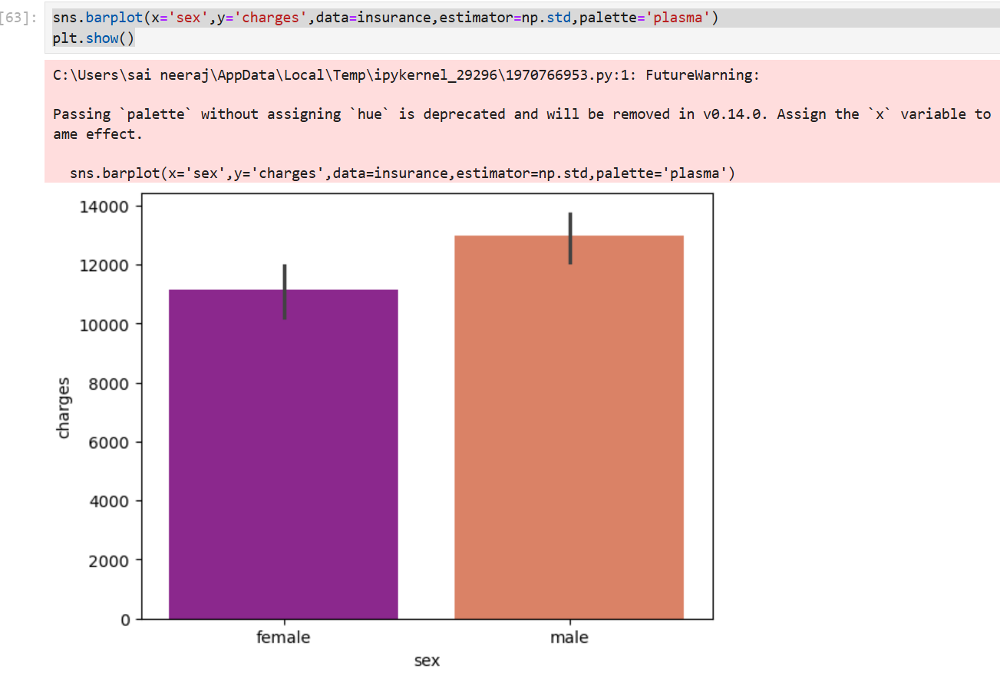 [63]:
sns.barplot(x='sex',y='charges',data=insurance,estimator=np.std,palette='plasma')
plt.show()
C:\Users\sai neeraj\AppData\Local\Temp\ipykernel_29296\1970766953.py:1: FutureWarning:
Passing `palette` without assigning `hue` is deprecated and will be removed in v0.14.0. Assign the `x` variable to
ame effect.
sns.barplot(x='sex',y='charges',data=insurance,estimator=np.std,palette='plasma')
14000
12000
10000
8000
6000
4000
2000
0
charges
female male
sex